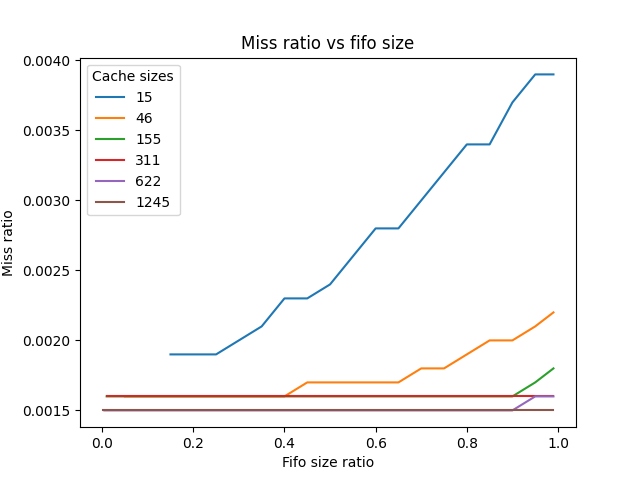 Miss ratio vs fifo size
0.0040
0.0035
0.0030
0.0025
0.0020
0.0015
Miss ratio
Cache sizes
15
46
155
311
622
1245
0.0 0.2 0.4 0.6 0.8 1.0
Fifo size ratio